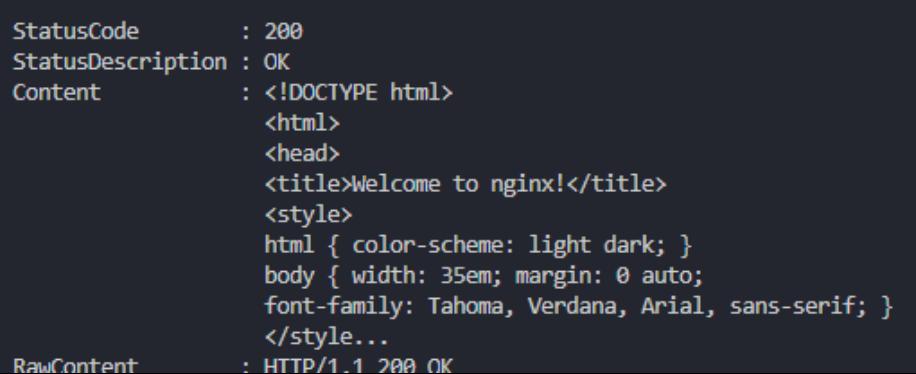 StatusCode        : 200
StatusDescription : OK
Content           : <!DOCTYPE html>
                    <html>
                    <head>
                    <title>Welcome to nginx!</title>
                    <style>
                    html { color-scheme: light dark; }
                    body { width: 35em; margin: 0 auto;
                    font-family: Tahoma, Verdana, Arial, sans-serif; }
                    </style...
RawContent        : HTTP/1.1 200 OK